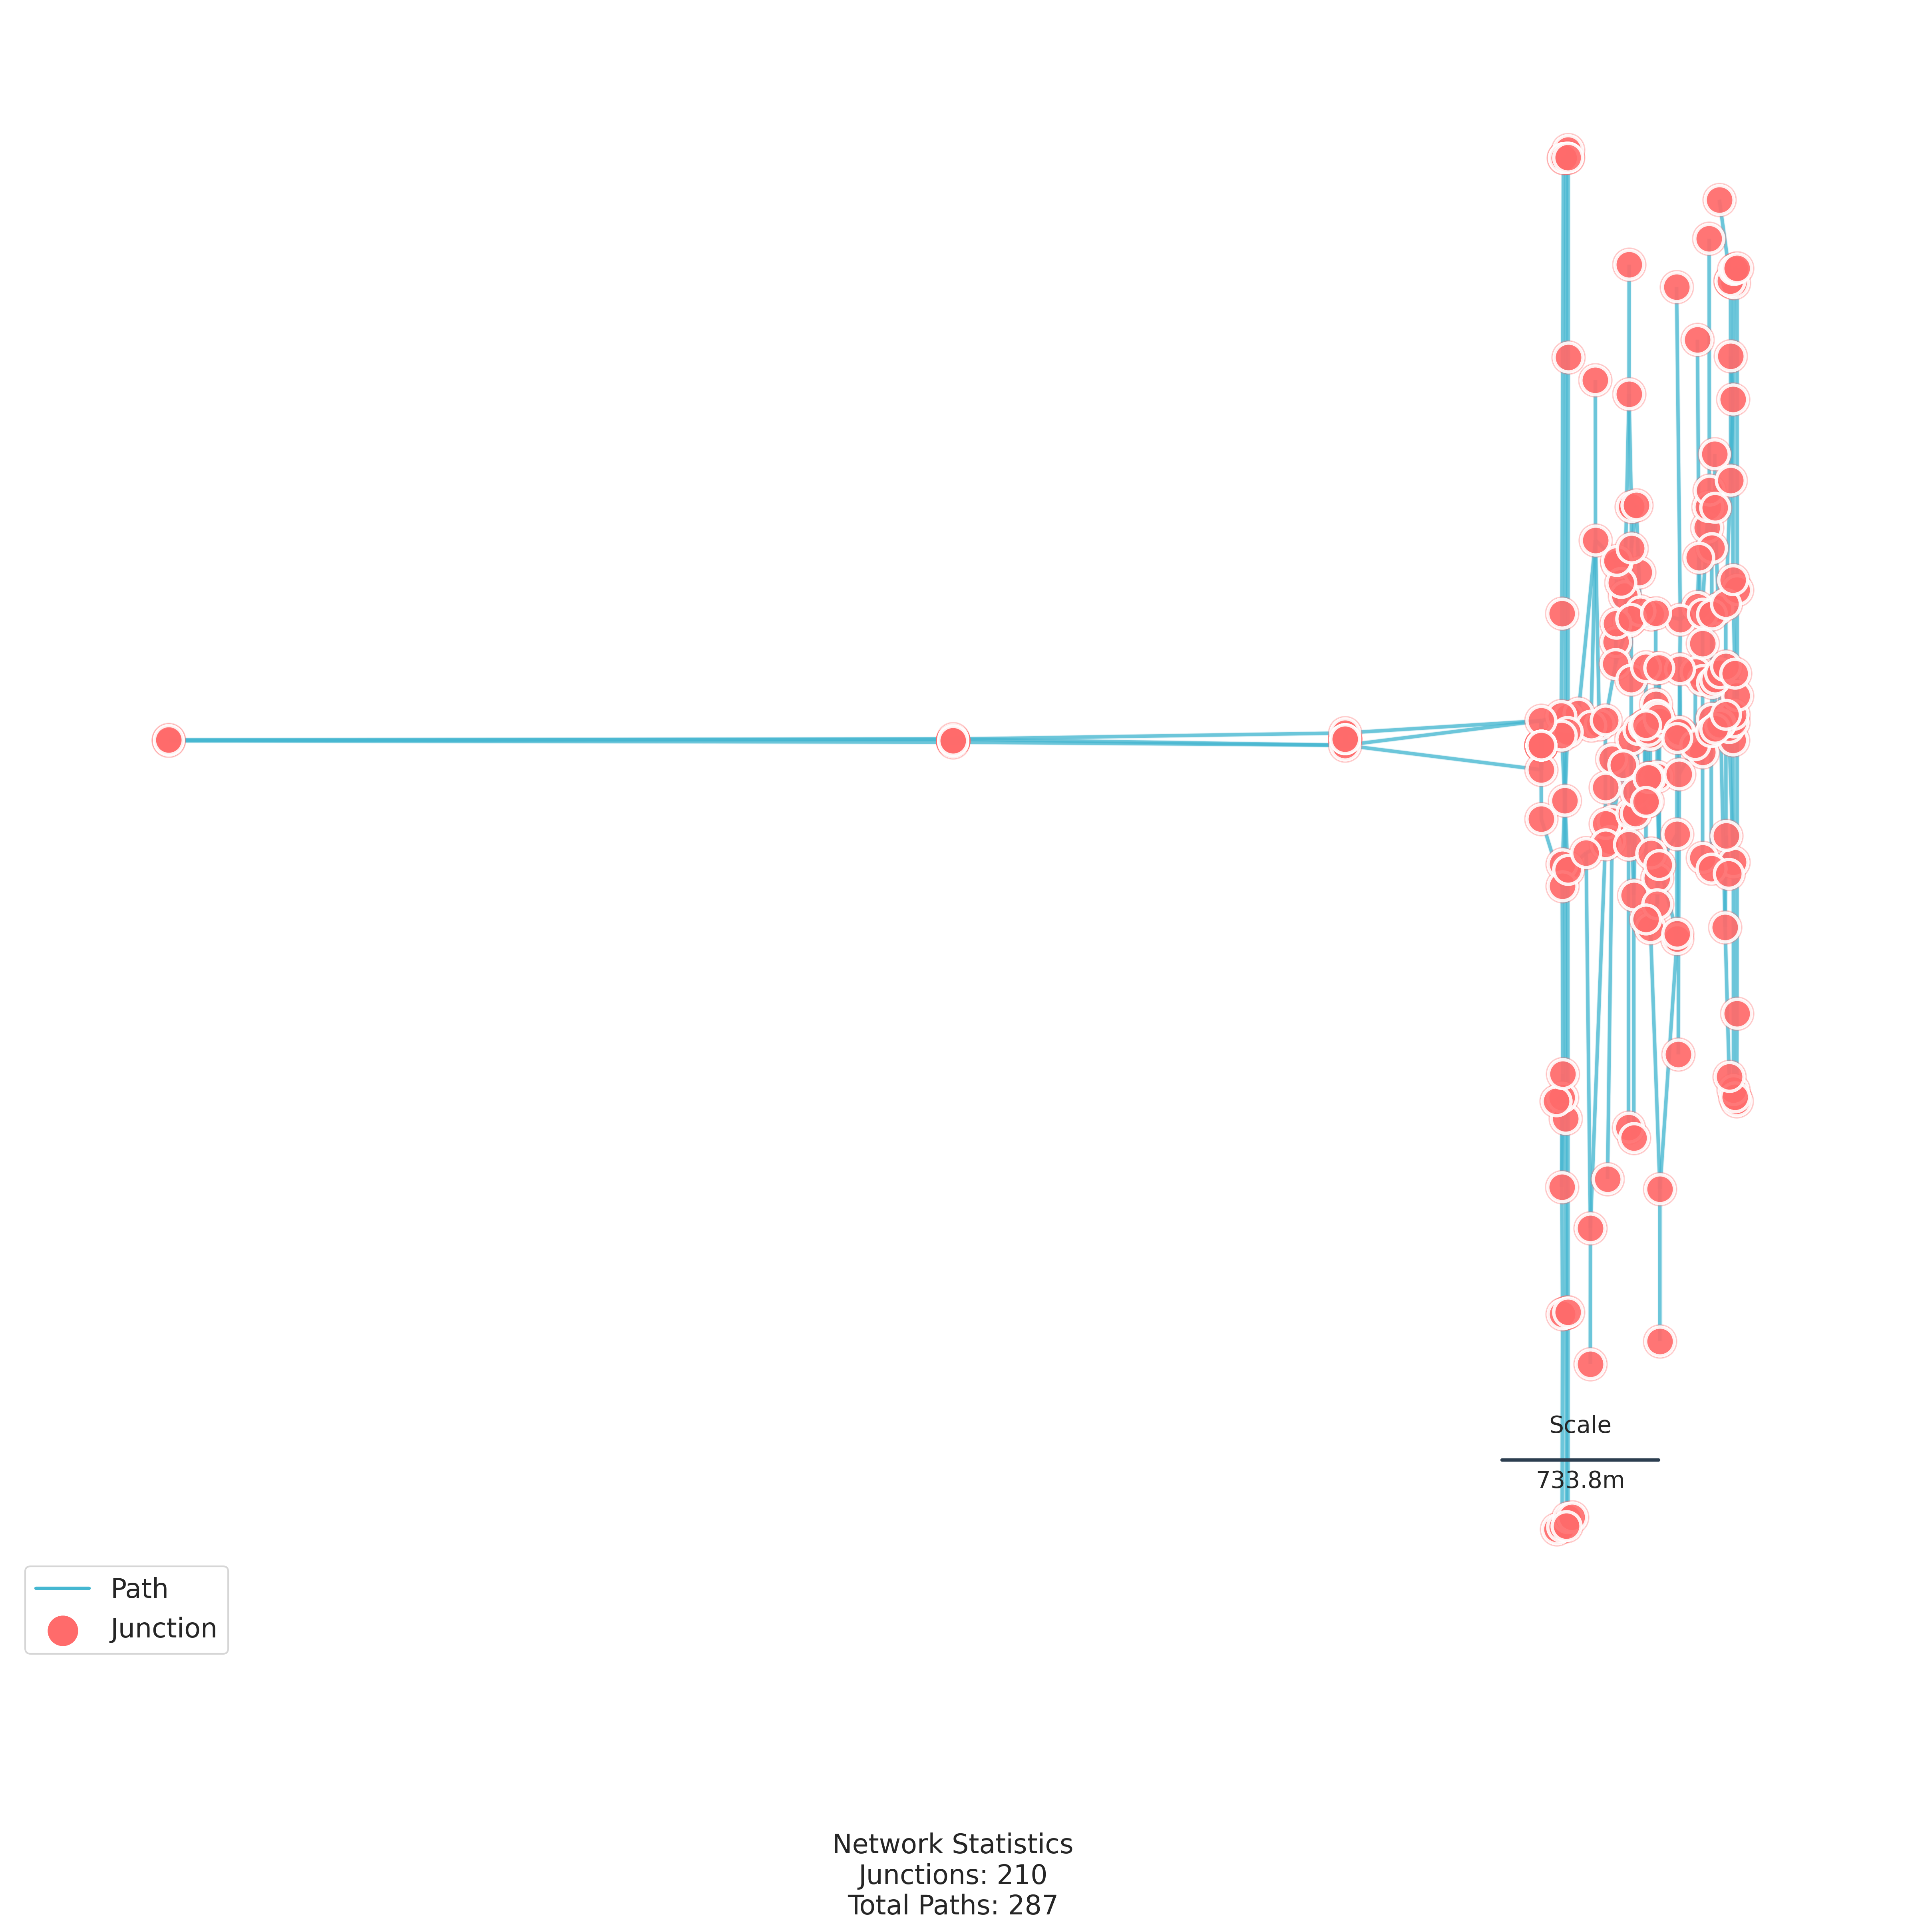 Scale
733.8m
Path
Junction
Network Statistics
Junctions: 210
Total Paths: 287